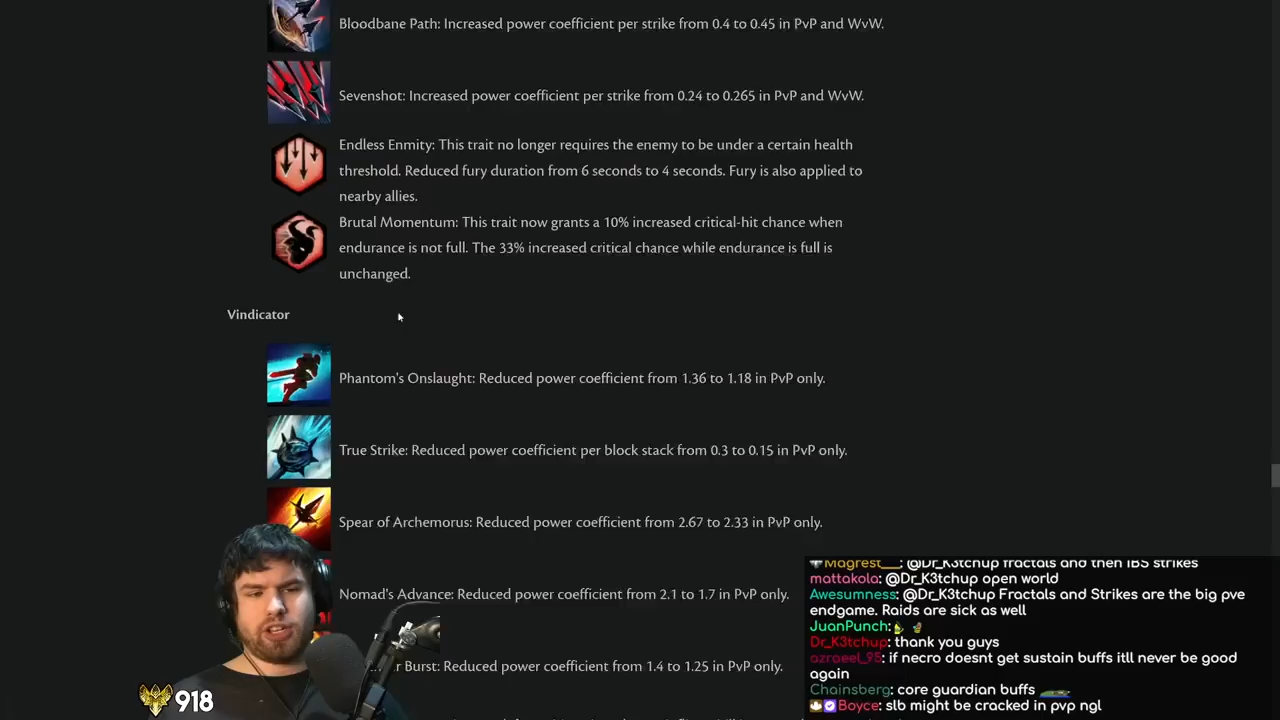 Bloodbane Path: Increased power coefficient per strike from 0.4 to 0.45 in PvP and WvW.
Sevenshot: Increased power coefficient per strike from 0.24 to 0.265 in PvP and WvW.
Endless Enmity: This trait no longer requires the enemy to be under a certain health
threshold. Reduced fury duration from 6 seconds to 4 seconds. Fury is also applied to
nearby allies.
Brutal Momentum: This trait now grants a 10% increased critical-hit chance when
endurance is not full. The 33% increased critical chance while endurance is full is
unchanged.
Vindicator
Phantom's Onslaught: Reduced power coefficient from 1.36 to 1.18 in PvP only.
True Strike: Reduced power coefficient per block stack from 0.3 to 0.15 in PvP only.
Spear of Archemorus: Reduced power coefficient from 2.67 to 2.33 in PvP only.
Nomad's Advance: Reduced power coefficient from 2.1 to 1.7 in PvP only.
r Burst: Reduced power coefficient from 1.4 to 1.25 in PvP only.
918
Magrest___: @Dr_K3tchup fractals and then IBS strikes
mattakola: @Dr_K3tchup open world
Awesumness: @Dr_K3tchup Fractals and Strikes are the big pve
endgame. Raids are sick as well
JuanPunch:
Dr_K3tchup: thank you guys
azraeel_95: if necro doesnt get sustain buffs itll never be good
again
Chainsberg: core guardian buffs
Boyce: slb might be cracked in pvp ngl